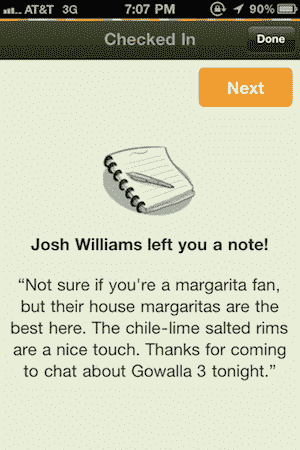 AT&T 3G 7:07 PM 90%
Checked In Done
Next
Josh Williams left you a note!
“Not sure if you're a margarita fan,
but their house margaritas are the
best here. The chile-lime salted rims
are a nice touch. Thanks for coming
to chat about Gowalla 3 tonight.”